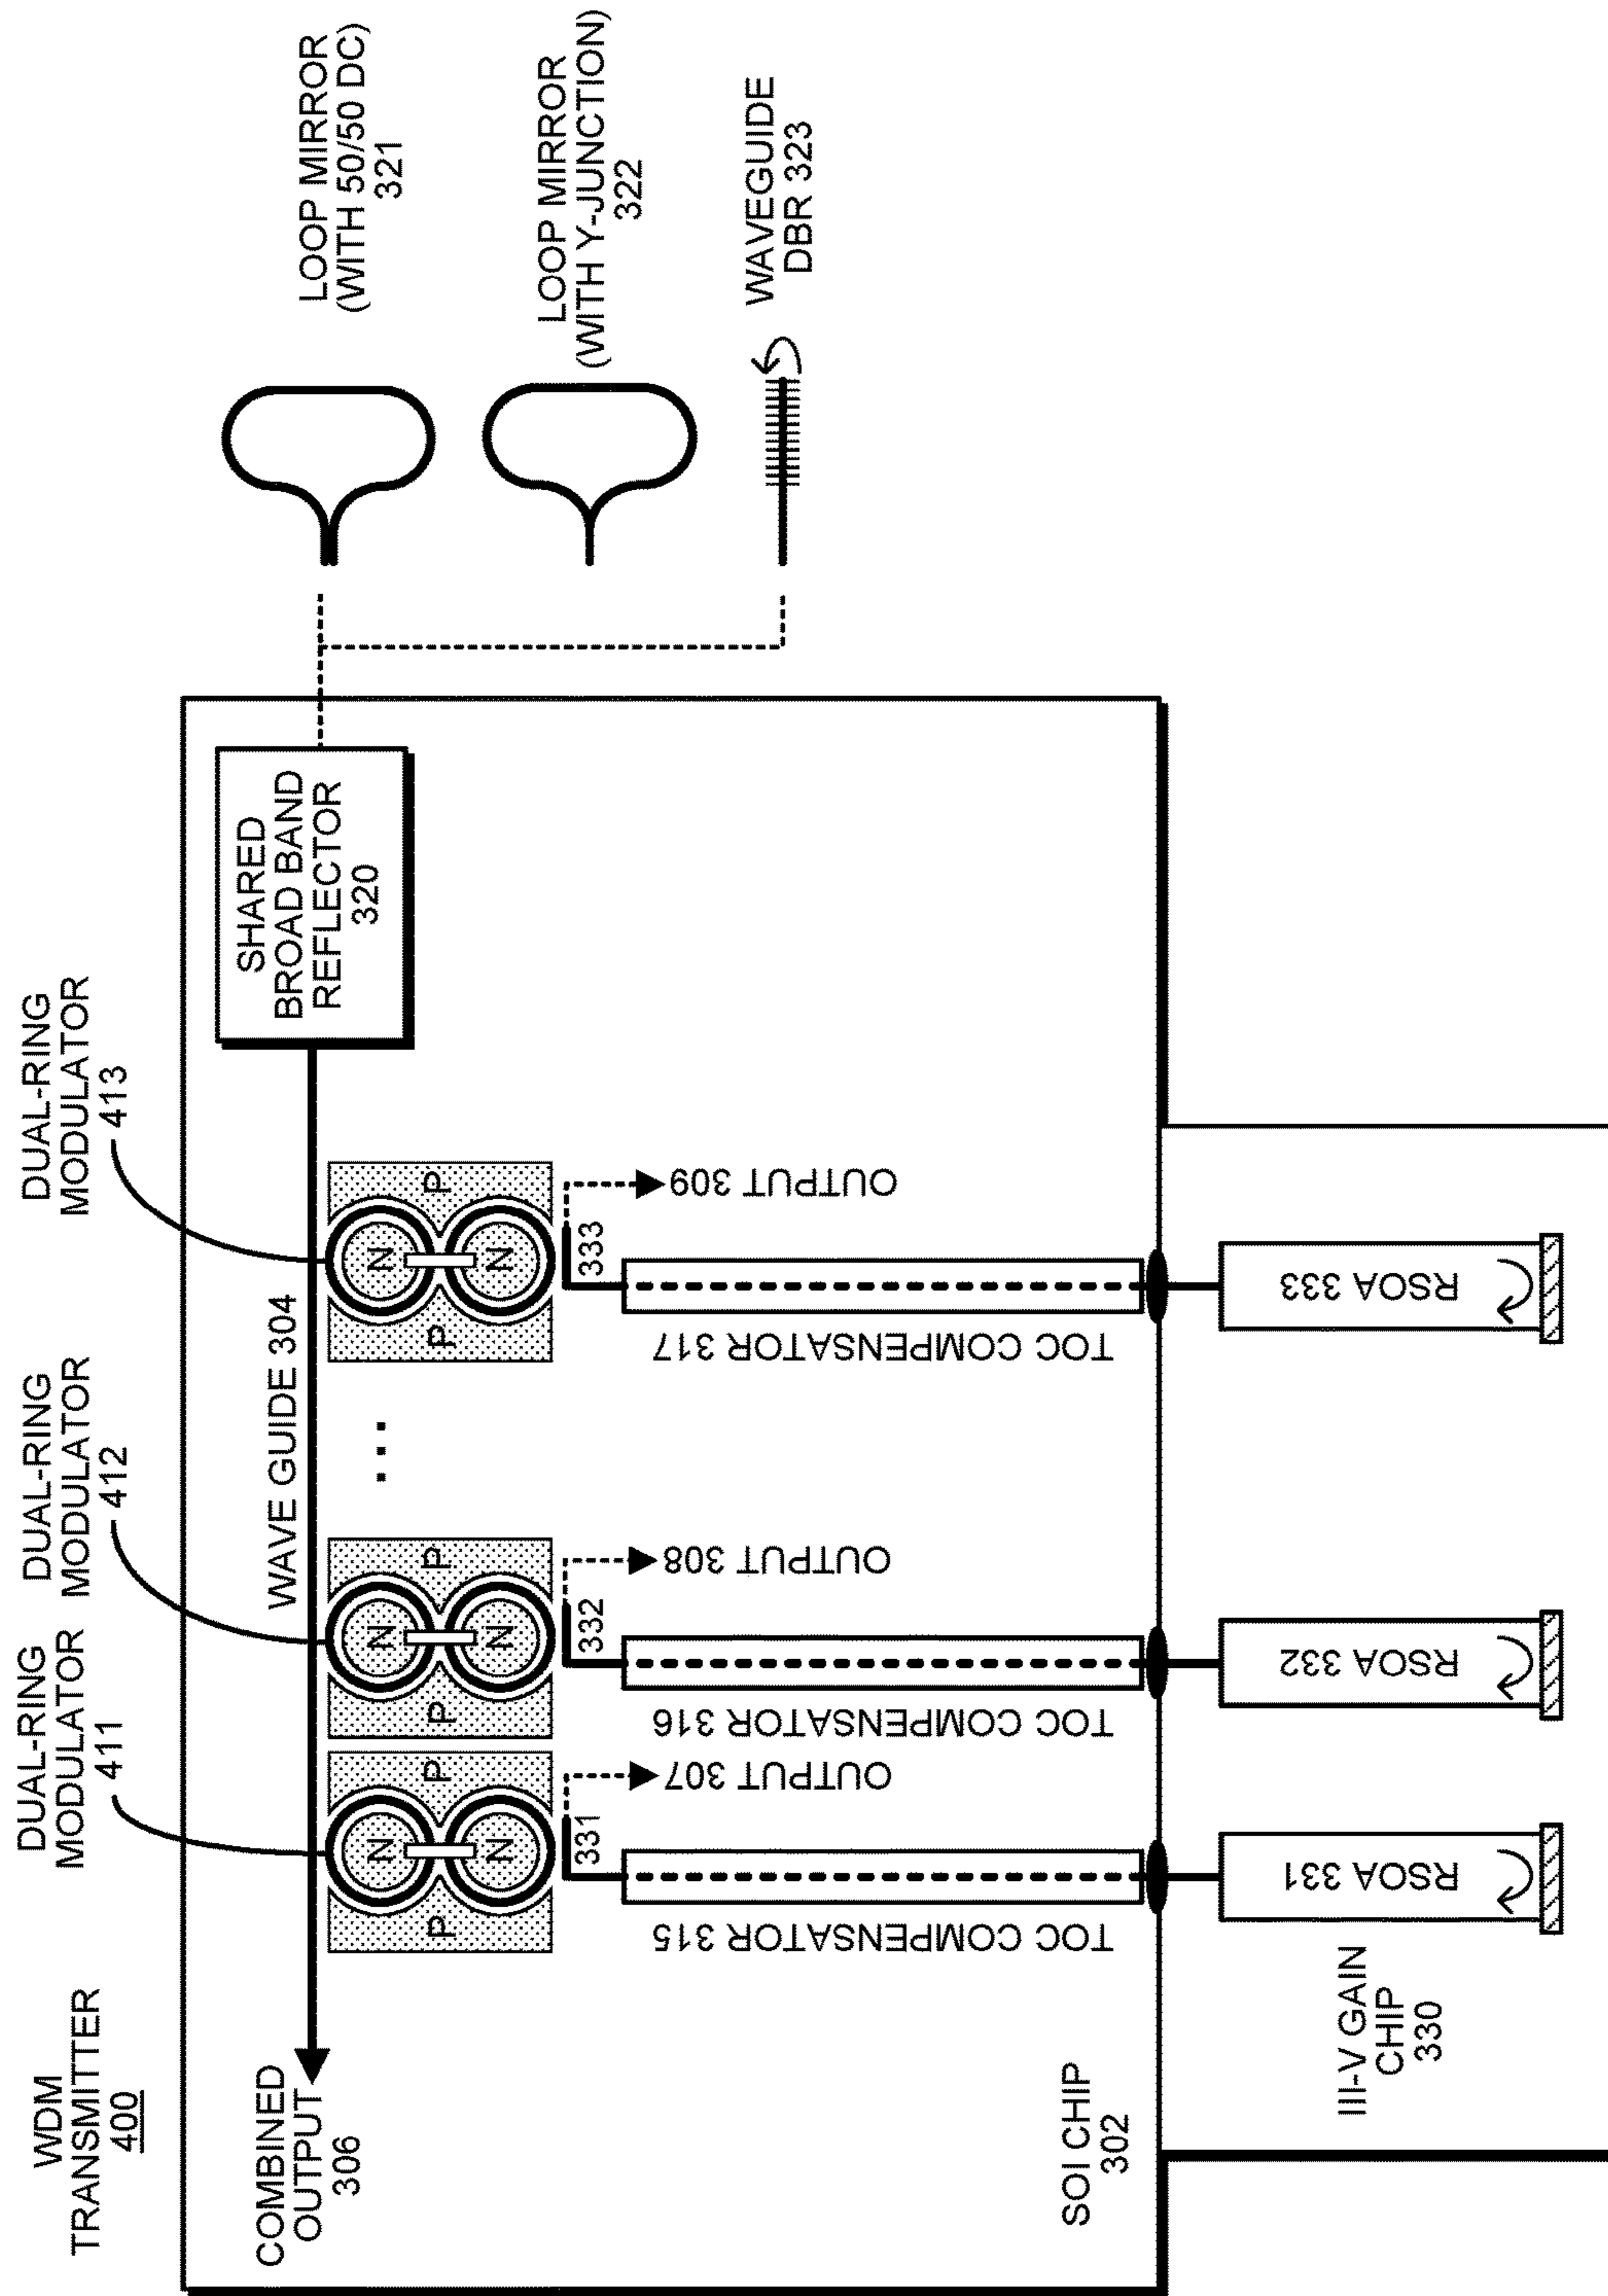 WDM
TRANSMITTER
400
DUAL-RING
MODULATOR
411
DUAL-RING
MODULATOR
412
DUAL-RING
MODULATOR
413
COMBINED
OUTPUT
306
WAVE GUIDE 304
SHARED
BROAD BAND
REFLECTOR
320
LOOP MIRROR
(WITH 50/50 DC)
321
LOOP MIRROR
(WITH Y-JUNCTION)
322
WAVEGUIDE
DBR 323
P
N
N
P
P
N
N
P
...
P
N
N
P
331
OUTPUT 307
332
OUTPUT 308
333
OUTPUT 309
TOC COMPENSATOR 315
TOC COMPENSATOR 316
TOC COMPENSATOR 317
SOI CHIP
302
III-V GAIN
CHIP
330
RSOA 331
RSOA 332
RSOA 333